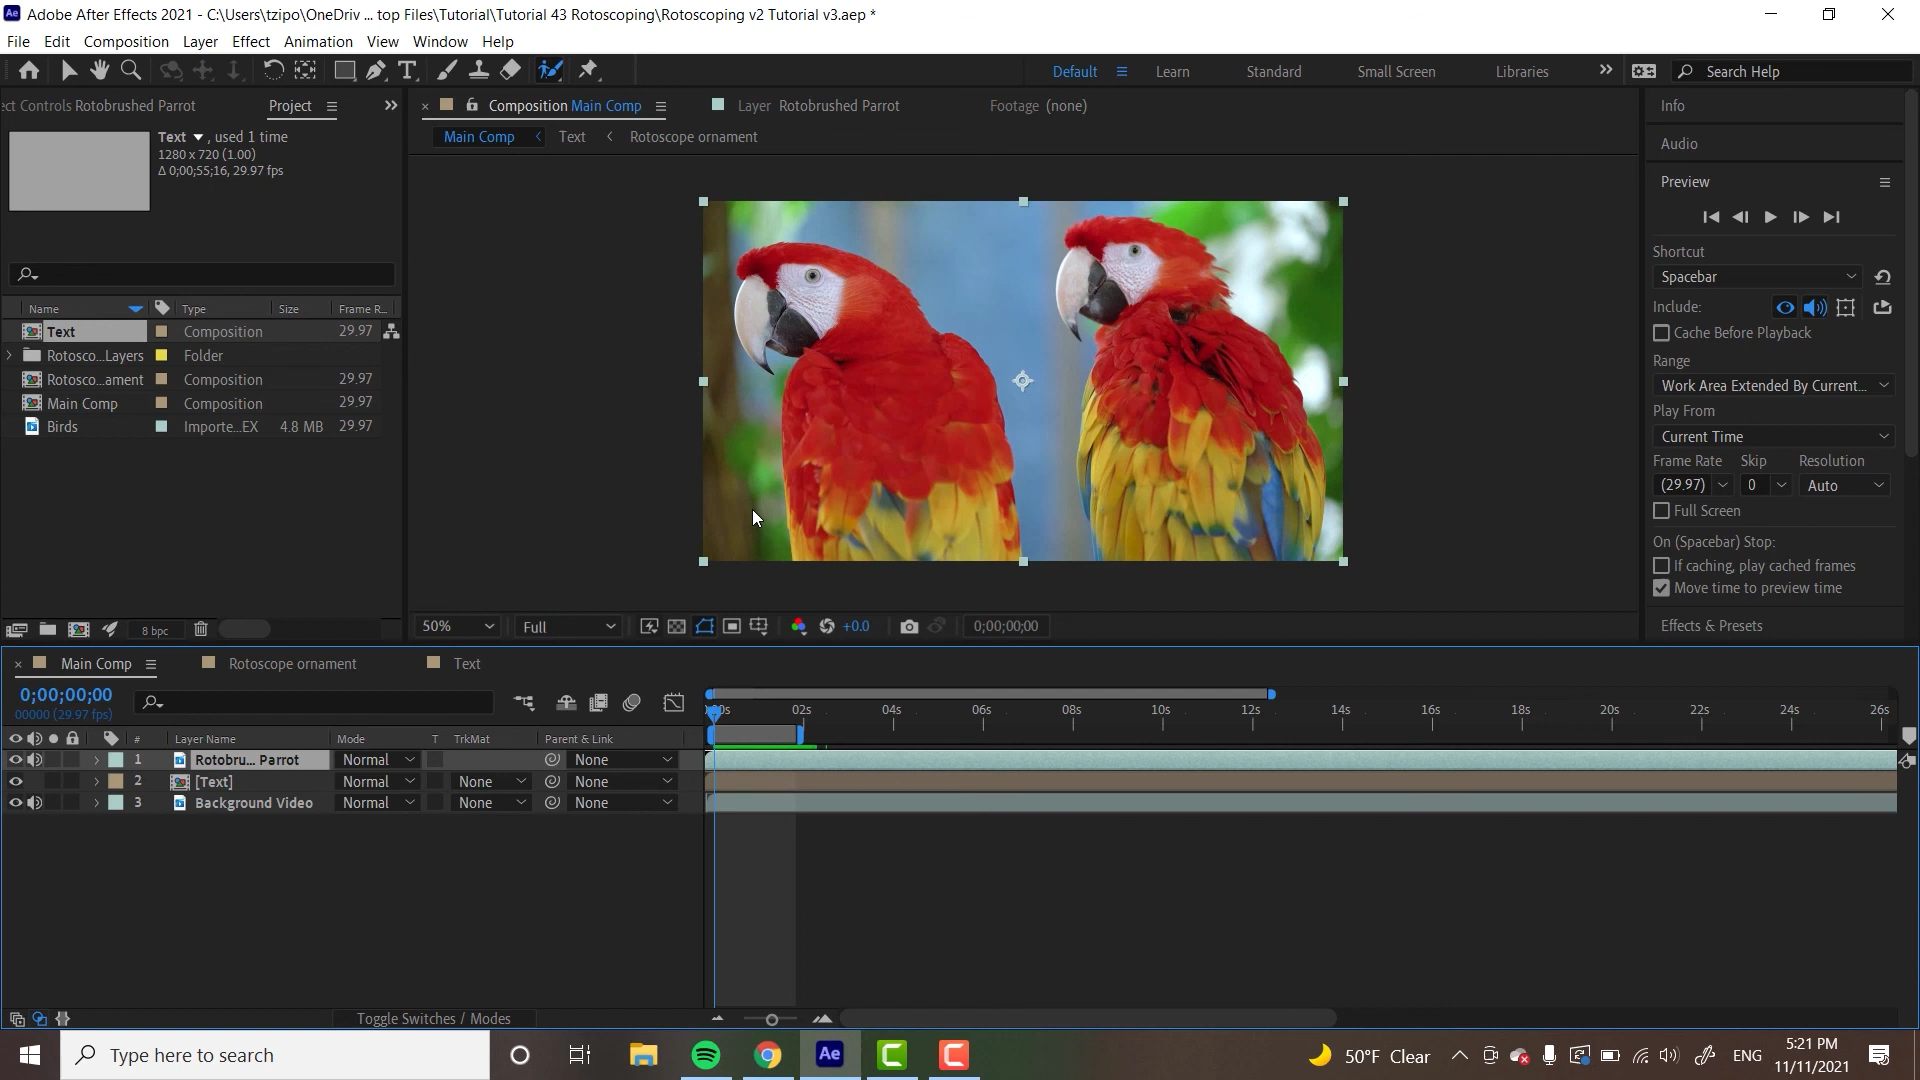 Ae
Adobe After Effects 2021 - C:\Users\tzipo\OneDriv ... top Files\Tutorial\Tutorial 43 Rotoscoping\Rotoscoping v2 Tutorial v3.aep *
File Edit Composition Layer Effect Animation View Window Help
Default Learn Standard Small Screen Libraries Search Help
ect Controls Rotobrushed Parrot Project
Composition Main Comp Layer Rotobrushed Parrot Footage (none)
Info
Main Comp Text Rotoscope ornament
Text , used 1 time
1280 x 720 (1.00)
Δ 0;00;55;16, 29.97 fps
Audio
Preview
Shortcut
Spacebar
Include:
Cache Before Playback
Range
Work Area Extended By Current...
Play From
Current Time
Frame Rate Skip Resolution
(29.97) 0 Auto
Full Screen
On (Spacebar) Stop:
If caching, play cached frames
Move time to preview time
Effects & Presets
Name Type Size Frame R...
Text Composition 29.97
Rotosco...Layers Folder
Rotosco...ament Composition 29.97
Main Comp Composition 29.97
Birds Importe...EX 4.8 MB 29.97
8 bpc
50% Full +0.0 0;00;00;00
Main Comp Rotoscope ornament Text
0;00;00;00
00000 (29.97 fps)
02s 04s 06s 08s 10s 12s 14s 16s 18s 20s 22s 24s 26s
# Layer Name Mode T TrkMat Parent & Link
1 Rotobru... Parrot Normal None
2 [Text] Normal None None
3 Background Video Normal None None
Toggle Switches / Modes
Type here to search
Ae
50°F Clear
ENG
5:21 PM
11/11/2021